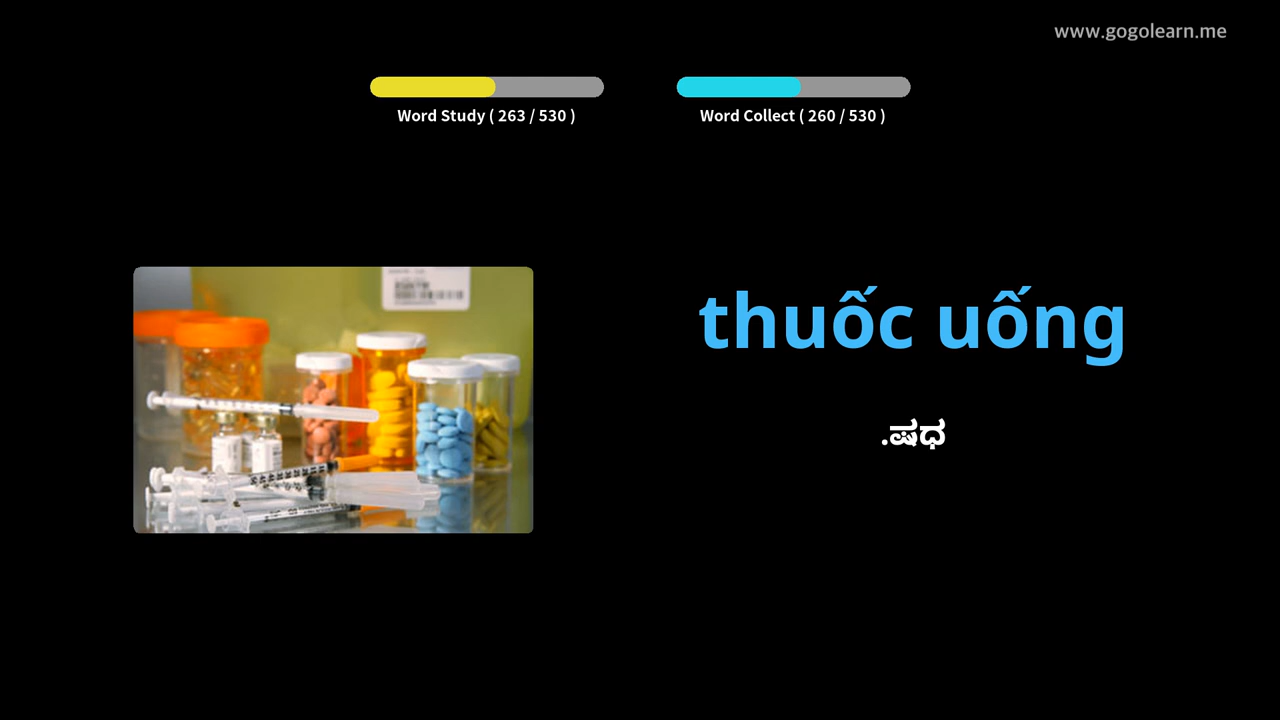 www.gogolearn.me
Word Study ( 263 / 530 )
Word Collect ( 260 / 530 )
thuốc uống
.ಷಧ